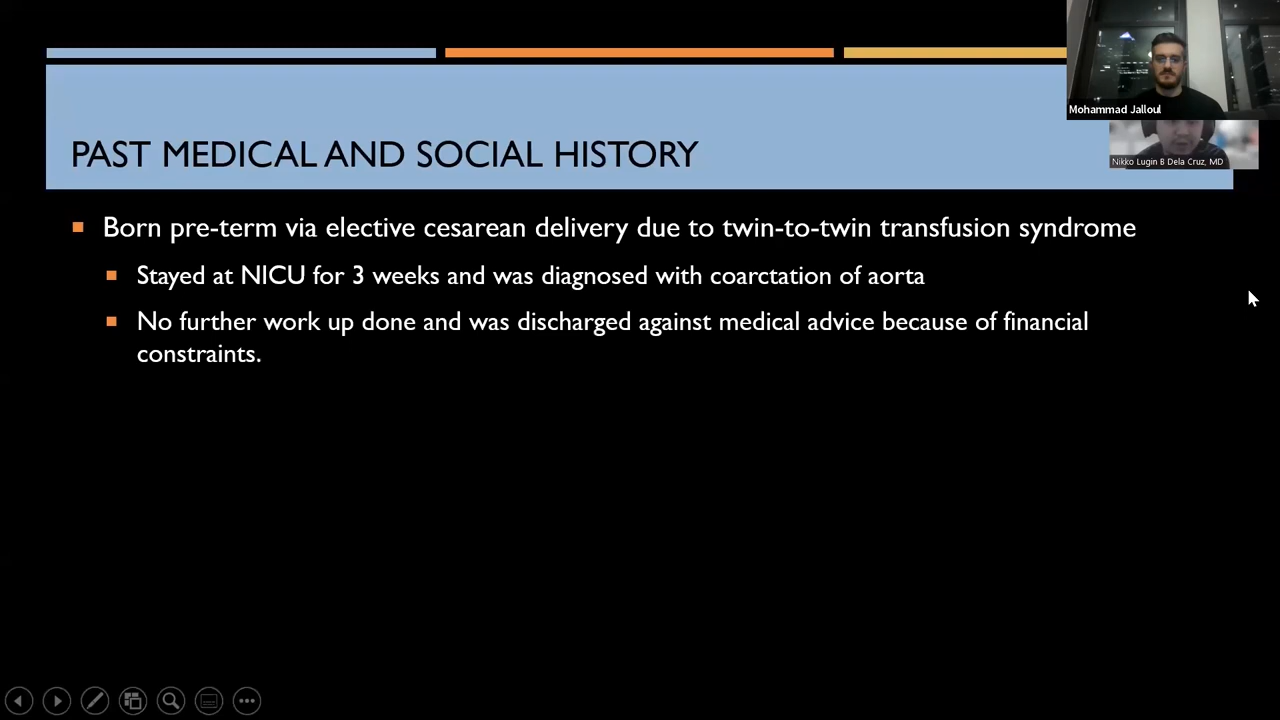 Mohammad Jalloul
Nikko Lugin B Dela Cruz, MD
PAST MEDICAL AND SOCIAL HISTORY
Born pre-term via elective cesarean delivery due to twin-to-twin transfusion syndrome
Stayed at NICU for 3 weeks and was diagnosed with coarctation of aorta
No further work up done and was discharged against medical advice because of financial
constraints.